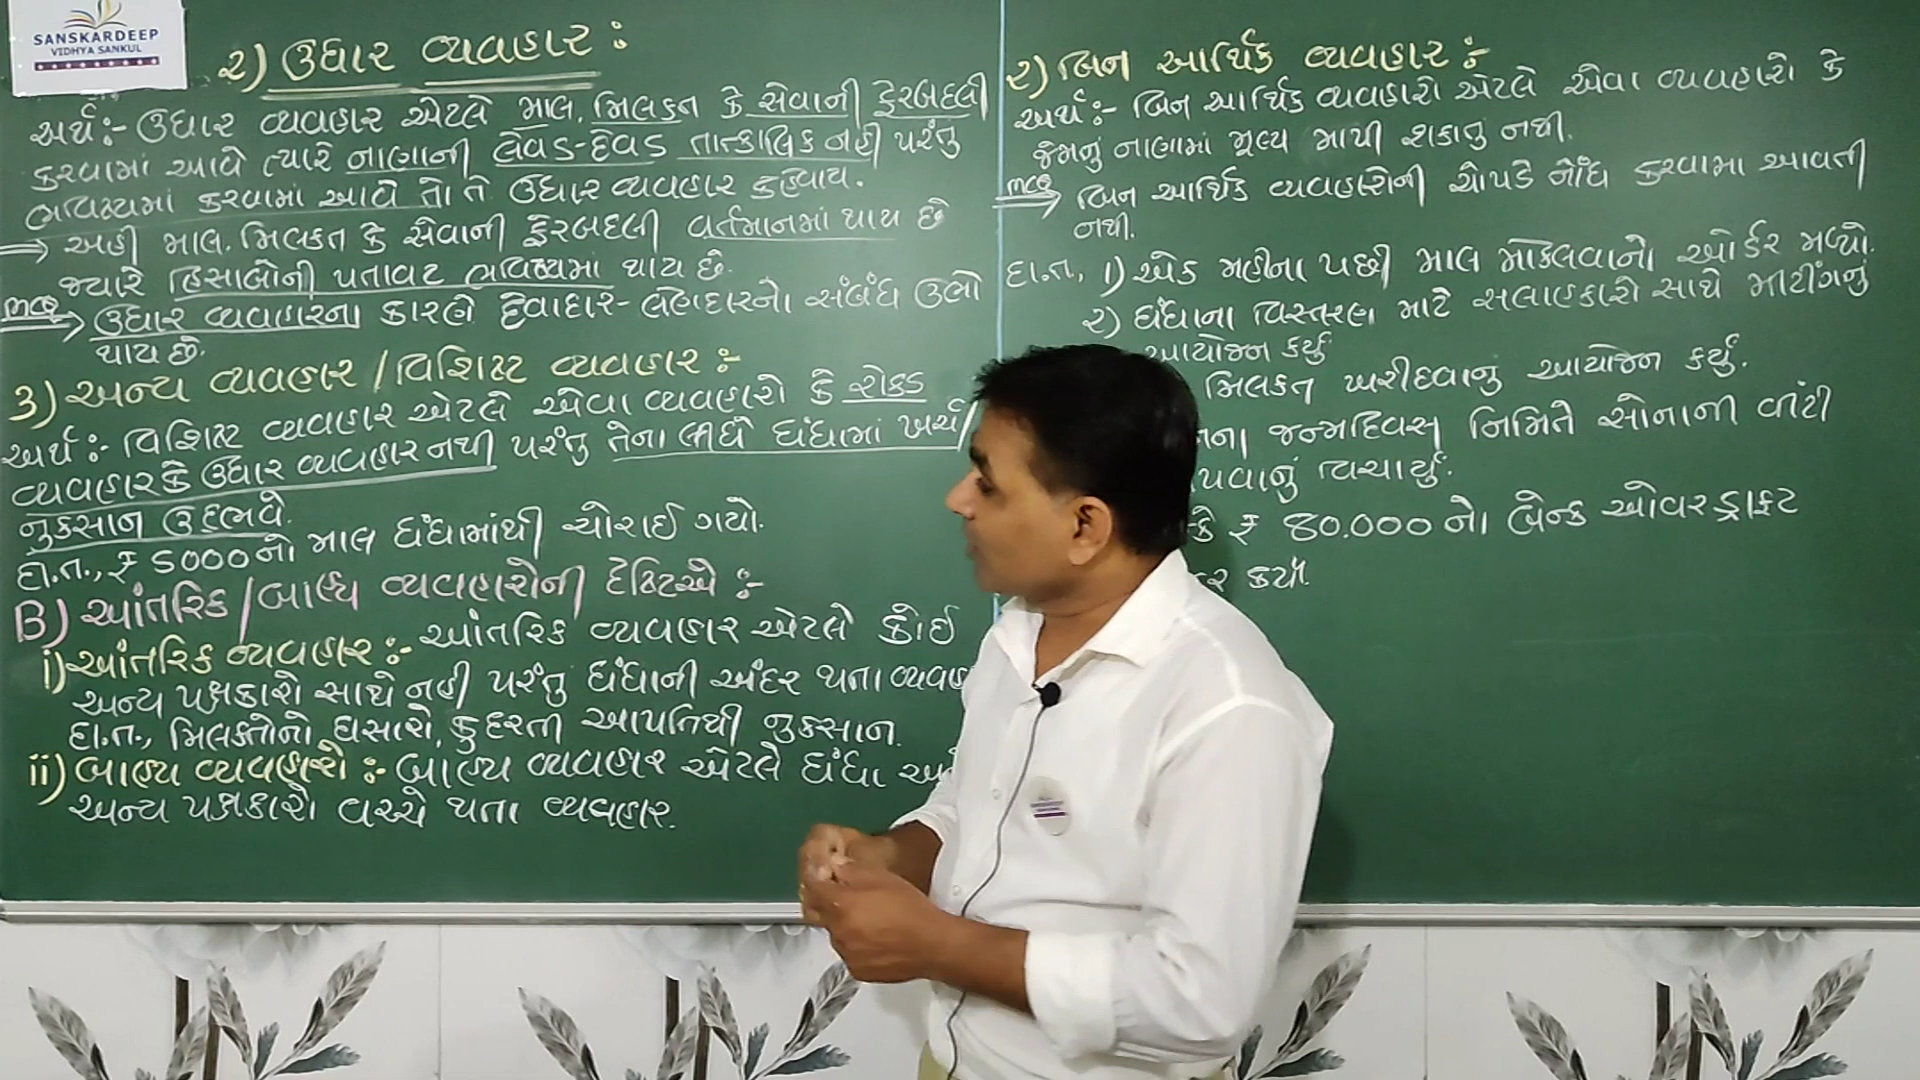 SANSKARDEEP
VIDHYA SANKUL
૨) ઉધાર વ્યવહાર :
અર્થ:- ઉધાર વ્યવહાર એટલે માલ, મિલકત કે સેવાની ફેરબદલી
કરવામાં આવે ત્યારે નાણાની લેવડ-દેવડ તાત્કાલિક નહી પરંતુ
ભવિષ્યમાં કરવામાં આવે તો તે ઉધાર વ્યવહાર કહેવાય.
⇒ અહી માલ, મિલકત કે સેવાની ફેરબદલી વર્તમાનમાં થાય છે
જ્યારે હિસાબોની પતાવટ ભવિષ્યમાં થાય છે.
MCQ ⇒ ઉધાર વ્યવહારના કારણે દેવાદાર-લેણદારનો સંબંધ ઉભો
થાય છે.
૩) અન્ય વ્યવહાર / વિશિષ્ટ વ્યવહાર :-
અર્થ:- વિશિષ્ટ વ્યવહાર એટલે એવા વ્યવહારો કે રોકડ
વ્યવહાર કે ઉધાર વ્યવહાર નથી પરંતુ તેના લીધે ધંધામાં ખર્ચ/
નુકસાન ઉદ્ભવે.
દા.ત., ₹ ૬૦૦૦ નો માલ ધંધામાંથી ચોરાઈ ગયો.
B) આંતરિક / બાહ્ય વ્યવહારોની દૃષ્ટિએ :-
i) આંતરિક વ્યવહાર :- આંતરિક વ્યવહાર એટલે કોઈ
અન્ય પક્ષકારો સાથે નહી પરંતુ ધંધાની અંદર થતા
દા.ત., મિલકતોનો ઘસારો, કુદરતી આપત્તિથી નુકસાન.
ii) બાહ્ય વ્યવહારો :- બાહ્ય વ્યવહાર એટલે ધંધા
અન્ય પક્ષકારો વચ્ચે થતા વ્યવહાર.
૨) બિન આર્થિક વ્યવહાર :-
અર્થ:- બિન આર્થિક વ્યવહારો એટલે એવા વ્યવહારો કે
જેમનું નાણામાં મૂલ્ય માપી શકાતુ નથી.
MCQ ⇒ બિન આર્થિક વ્યવહારોની ચોપડે નોંધ કરવામા આવતી
નથી.
દા.ત., ૧) એક મહીના પછી માલ મોકલવાનો ઓર્ડર મળ્યો.
૨) ધંધાના વિસ્તરણ માટે સલાહકારો સાથે મીટીંગનું
આયોજન કર્યું
મિલકત ખરીદવાનુ આયોજન કર્યું.
જન્મદિવસ નિમિતે સોનાની વીંટી
વિચાર્યું.
₹ ૪૦,૦૦૦ નો બેન્ક ઓવરડ્રાફ્ટ
કર્યો.